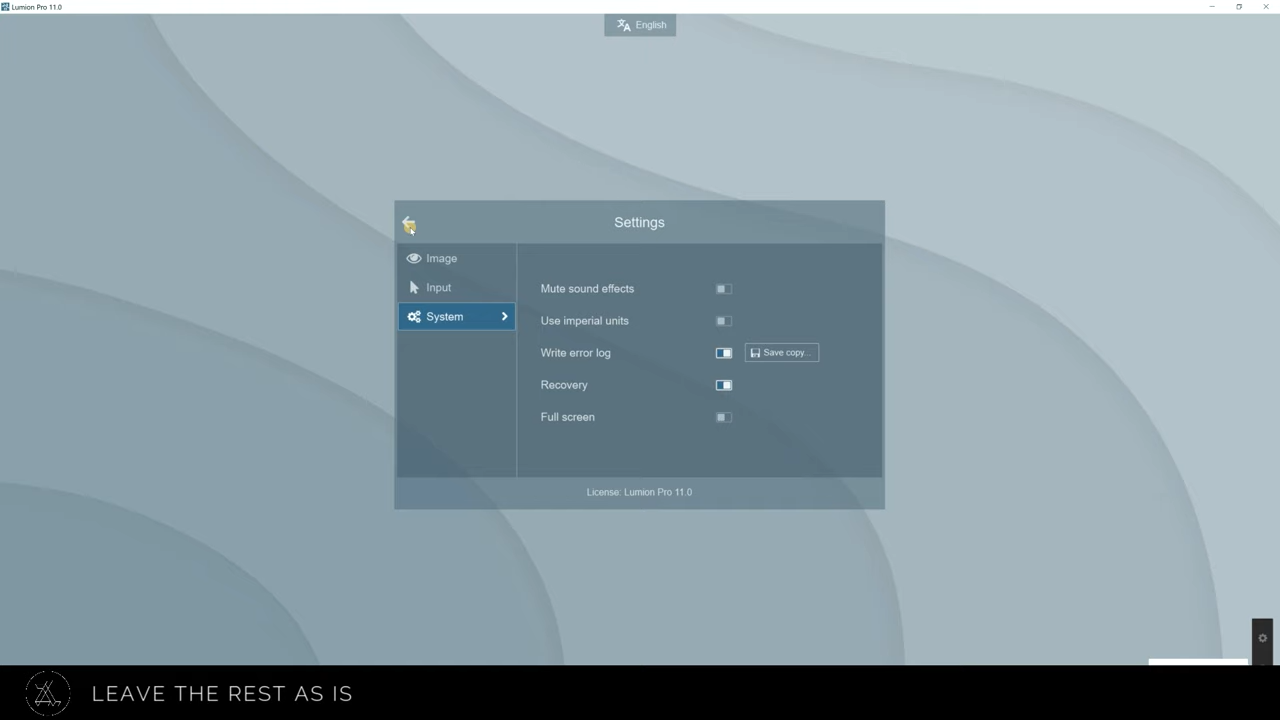 Lumion Pro 11.0
English
Settings
Image
Input
System
Mute sound effects
Use imperial units
Write error log
Save copy...
Recovery
Full screen
License: Lumion Pro 11.0
LEAVE THE REST AS IS